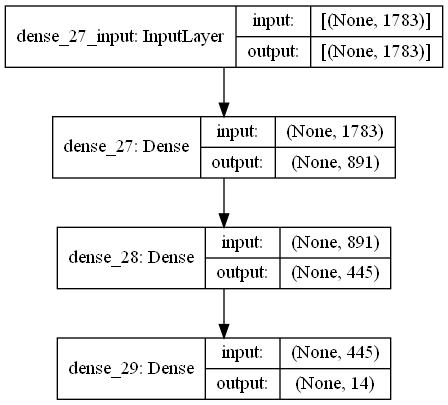 dense_27_input: InputLayer
input:
[(None, 1783)]
output:
[(None, 1783)]
dense_27: Dense
input:
(None, 1783)
output:
(None, 891)
dense_28: Dense
input:
(None, 891)
output:
(None, 445)
dense_29: Dense
input:
(None, 445)
output:
(None, 14)